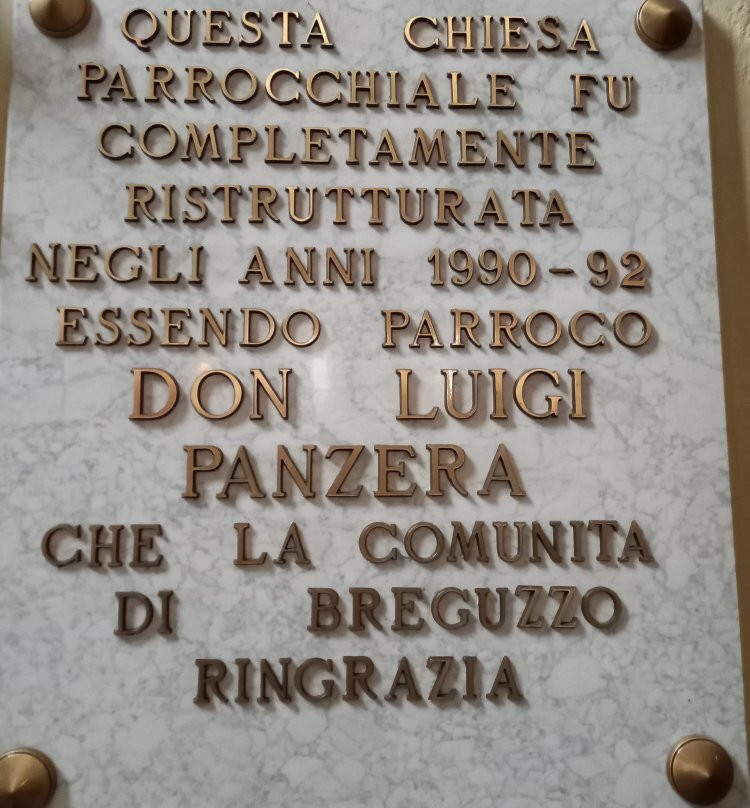 QUESTA CHIESA
PARROCCHIALE FU
COMPLETAMENTE
RISTRUTTURATA
NEGLI ANNI 1990-92
ESSENDO PARROCO
DON LUIGI
PANZERA
CHE LA COMUNITA
DI BREGUZZO
RINGRAZIA